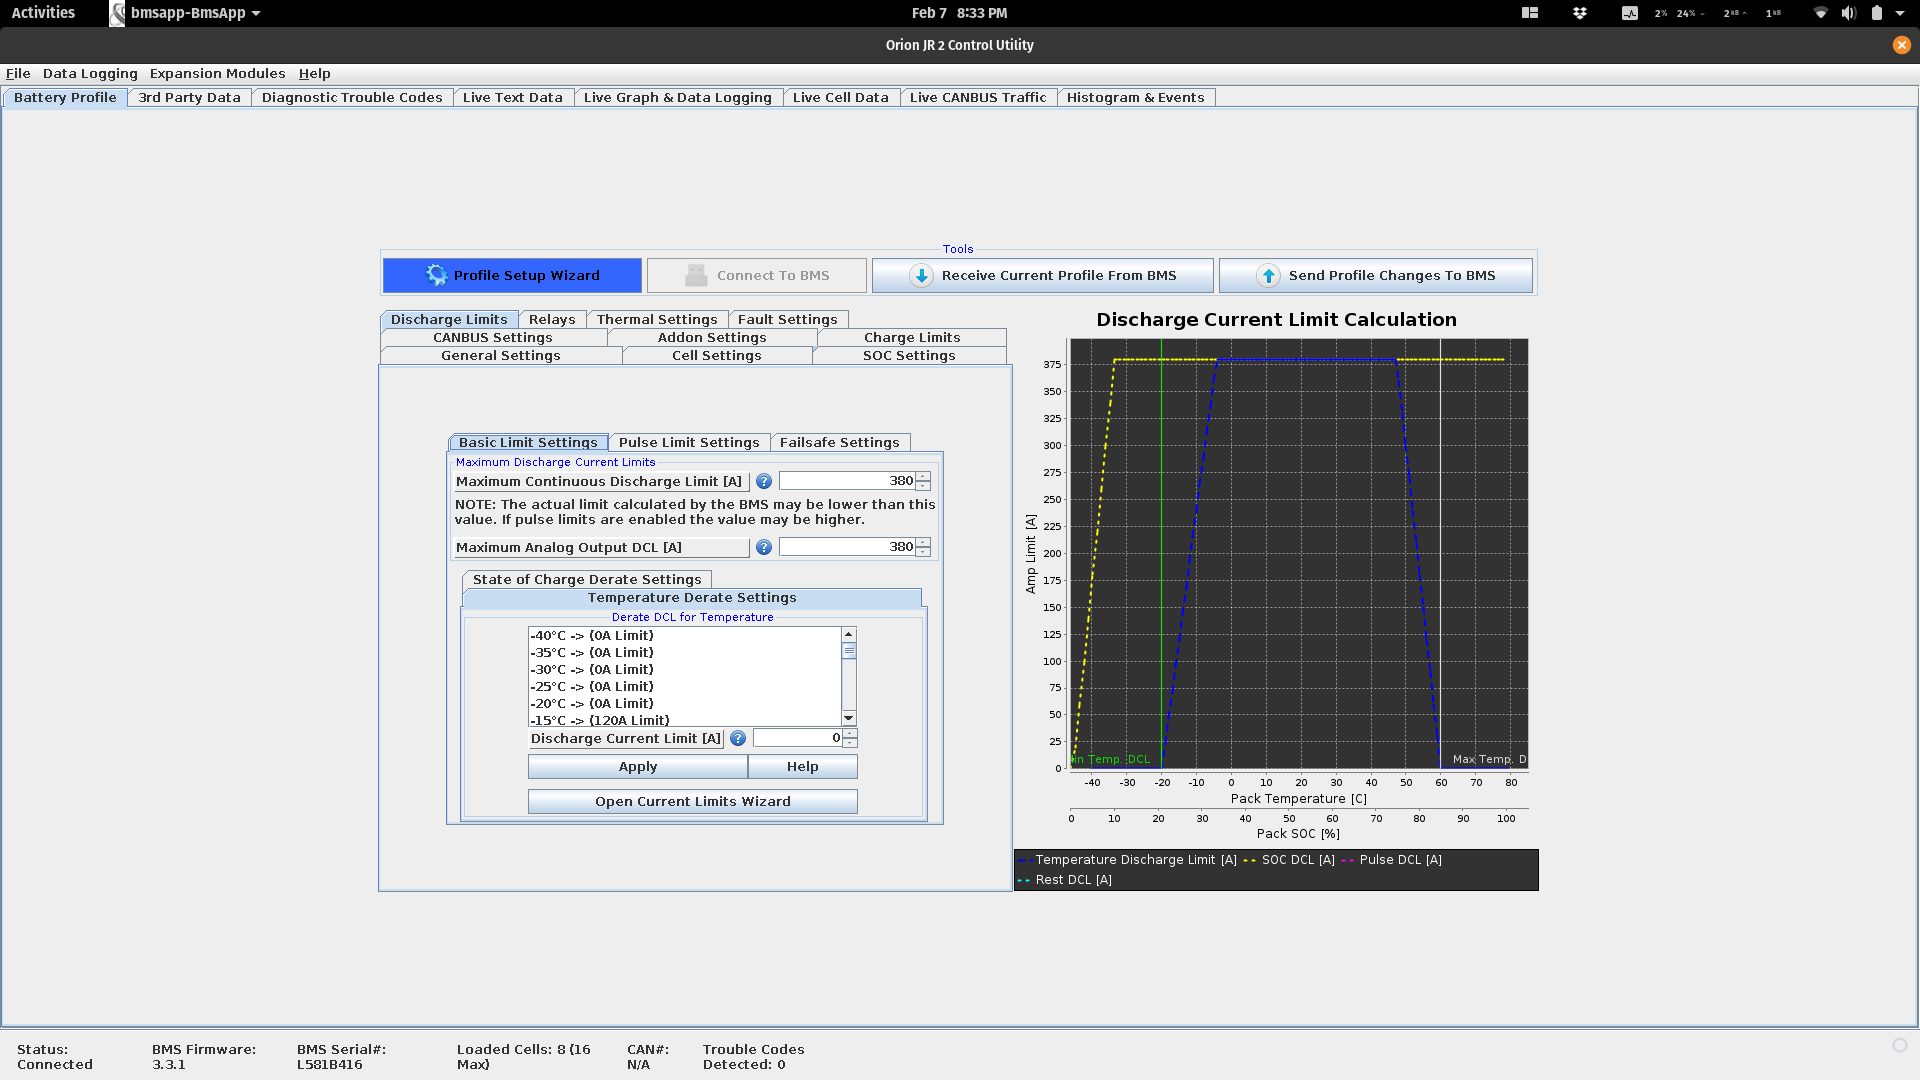 Activities
bmsapp-BmsApp
Feb 7 8:33 PM
2% 24% 2kB 1kB
Orion JR 2 Control Utility
File Data Logging Expansion Modules Help
Battery Profile 3rd Party Data Diagnostic Trouble Codes Live Text Data Live Graph & Data Logging Live Cell Data Live CANBUS Traffic Histogram & Events
Tools
Profile Setup Wizard Connect To BMS Receive Current Profile From BMS Send Profile Changes To BMS
Discharge Limits Relays Thermal Settings Fault Settings
CANBUS Settings Addon Settings Charge Limits
General Settings Cell Settings SOC Settings
Basic Limit Settings Pulse Limit Settings Failsafe Settings
Maximum Discharge Current Limits
Maximum Continuous Discharge Limit [A] ? 380
NOTE: The actual limit calculated by the BMS may be lower than this
value. If pulse limits are enabled the value may be higher.
Maximum Analog Output DCL [A] ? 380
State of Charge Derate Settings
Temperature Derate Settings
Derate DCL for Temperature
-40°C -> (0A Limit)
-35°C -> (0A Limit)
-30°C -> (0A Limit)
-25°C -> (0A Limit)
-20°C -> (0A Limit)
-15°C -> (120A Limit)
Discharge Current Limit [A] ? 0
Apply Help
Open Current Limits Wizard
Discharge Current Limit Calculation
Amp Limit [A]
375
350
325
300
275
250
225
200
175
150
125
100
75
50
25
0
in Temp. DCL
Max Temp. D
-40 -30 -20 -10 0 10 20 30 40 50 60 70 80
Pack Temperature [C]
0 10 20 30 40 50 60 70 80 90 100
Pack SOC [%]
Temperature Discharge Limit [A] SOC DCL [A] Pulse DCL [A]
Rest DCL [A]
Status:
Connected
BMS Firmware:
3.3.1
BMS Serial#:
L581B416
Loaded Cells: 8 (16
Max)
CAN#:
N/A
Trouble Codes
Detected: 0